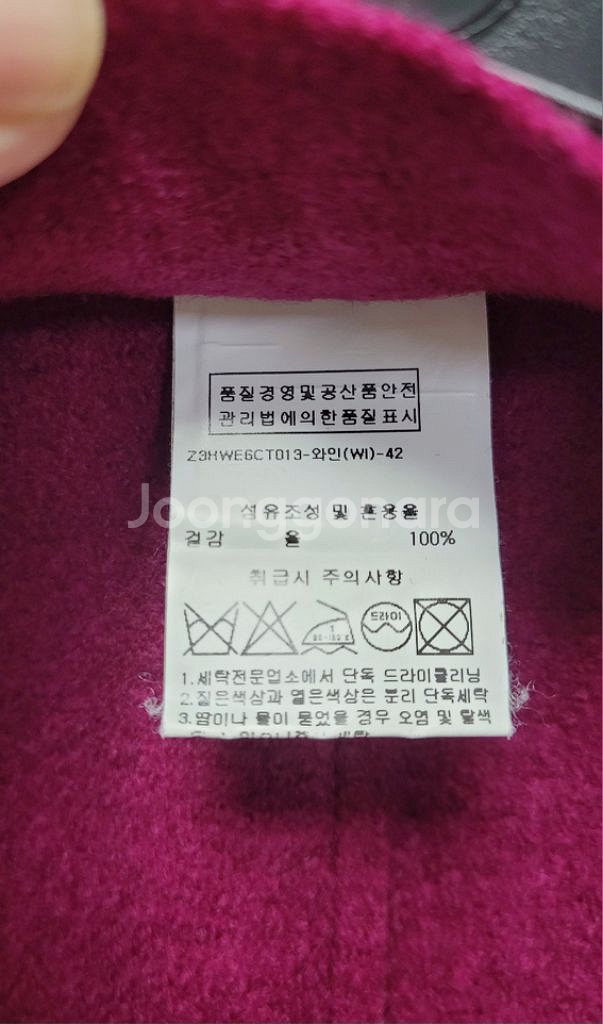 품질경영및공산품안전
관리법에의한품질표시
Z3HWE6CT013-와인(WI)-42
Joonggonara
섬유조성 및 혼용율
겉감 울 100%
취급시 주의사항
드라이
1.세탁전문업소에서 단독 드라이클리닝
2.짙은색상과 옅은색상은 분리 단독세탁
3.땀이나 물이 묻었을 경우 오염 및 탈색